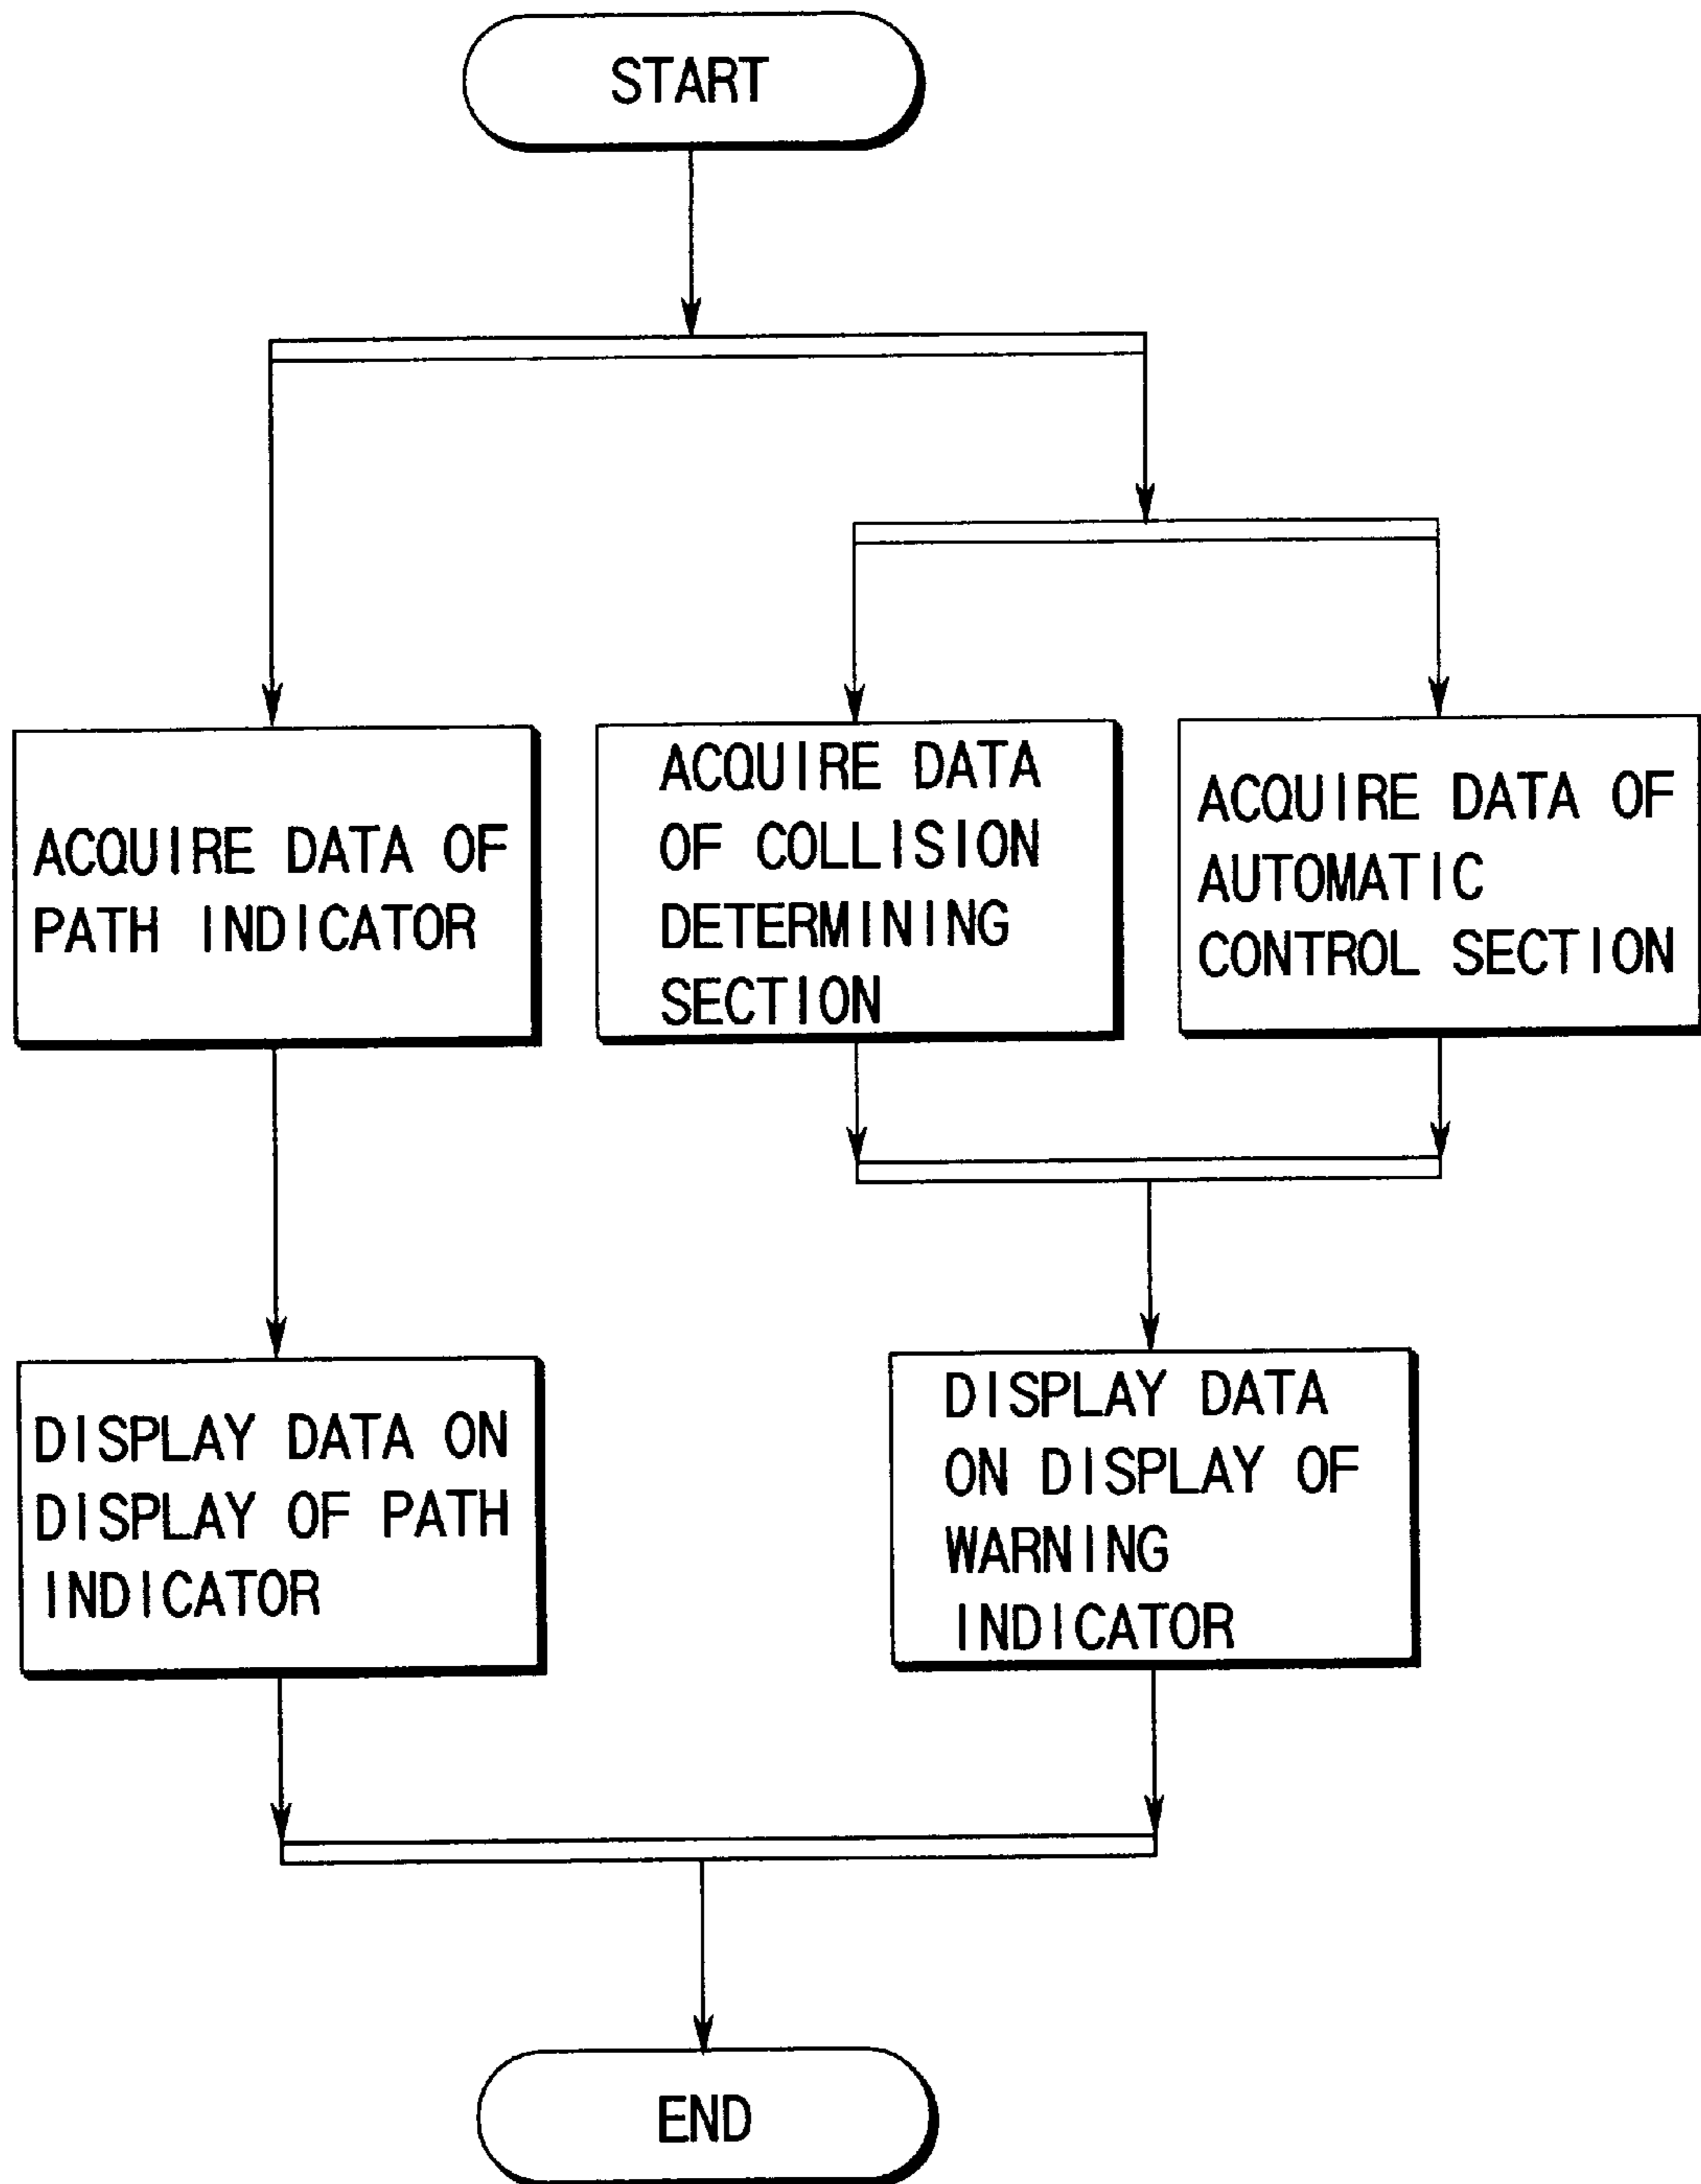 START
ACQUIRE DATA OF
PATH INDICATOR
ACQUIRE DATA
OF COLLISION
DETERMINING
SECTION
ACQUIRE DATA OF
AUTOMATIC
CONTROL SECTION
DISPLAY DATA ON
DISPLAY OF PATH
INDICATOR
DISPLAY DATA
ON DISPLAY OF
WARNING
INDICATOR
END